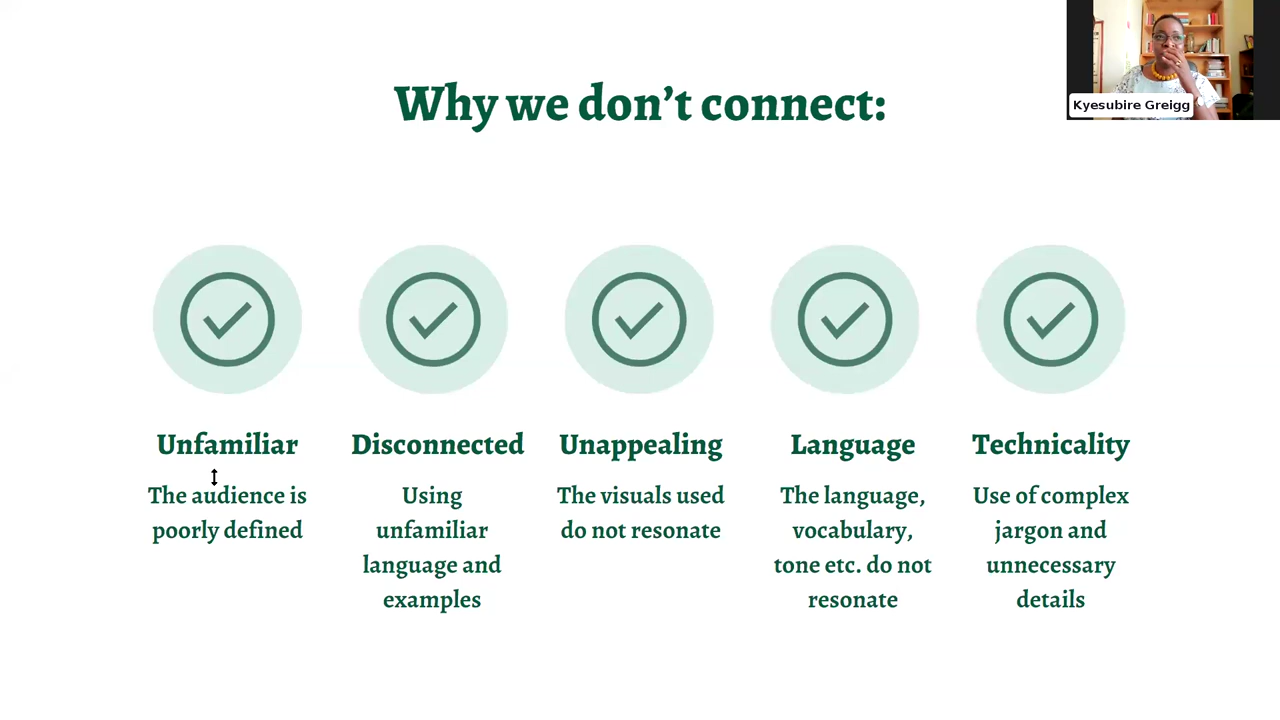 Why we don’t connect:
Kyesubire Greigg
Unfamiliar
The audience is
poorly defined
Disconnected
Using
unfamiliar
language and
examples
Unappealing
The visuals used
do not resonate
Language
The language,
vocabulary,
tone etc. do not
resonate
Technicality
Use of complex
jargon and
unnecessary
details